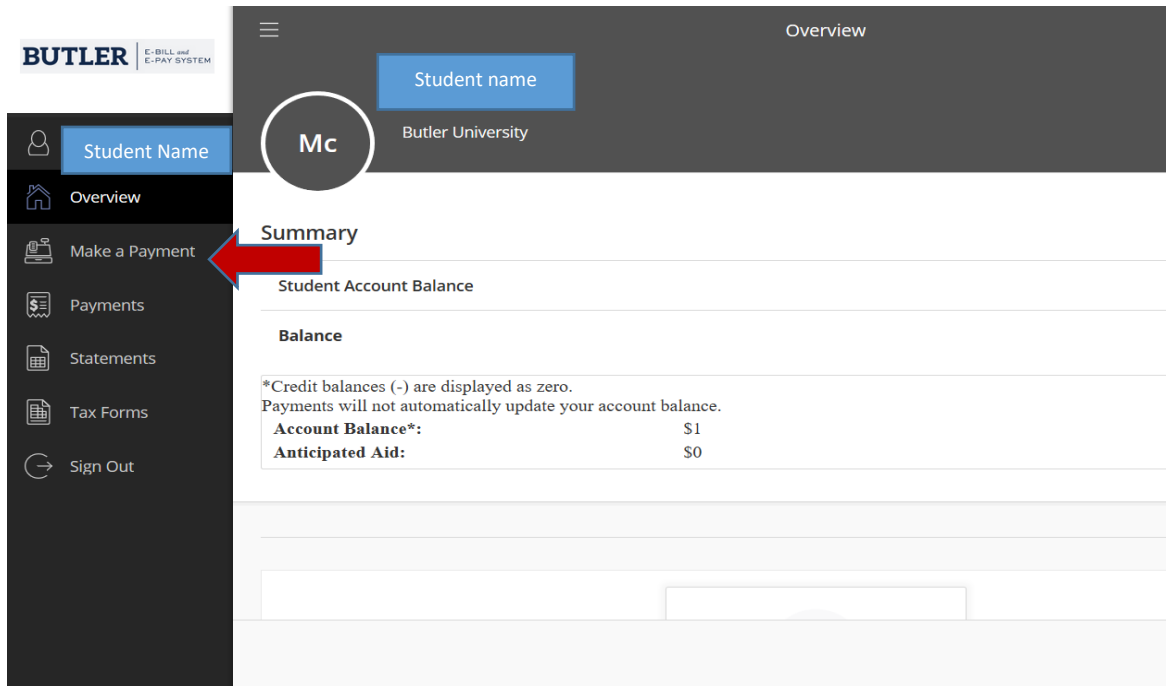 BUTLER
E-BILL and
E-PAY SYSTEM
Student Name
Overview
Make a Payment
Payments
Statements
Tax Forms
Sign Out
Overview
Student name
Mc
Butler University
Summary
Student Account Balance
Balance
*Credit balances (-) are displayed as zero.
Payments will not automatically update your account balance.
Account Balance*: $1
Anticipated Aid: $0